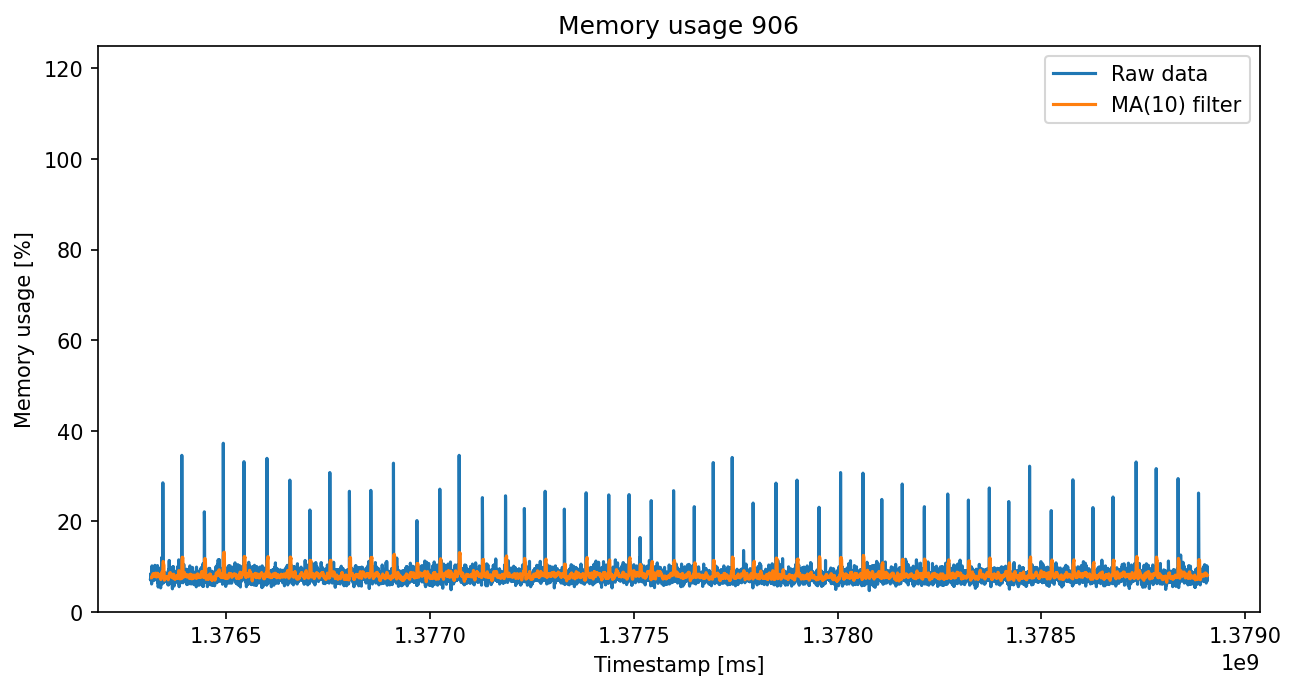 Memory usage 906
Raw data
MA(10) filter
Memory usage [%]
120
100
80
60
40
20
0
1.3765 1.3770 1.3775 1.3780 1.3785 1.3790
1e9
Timestamp [ms]